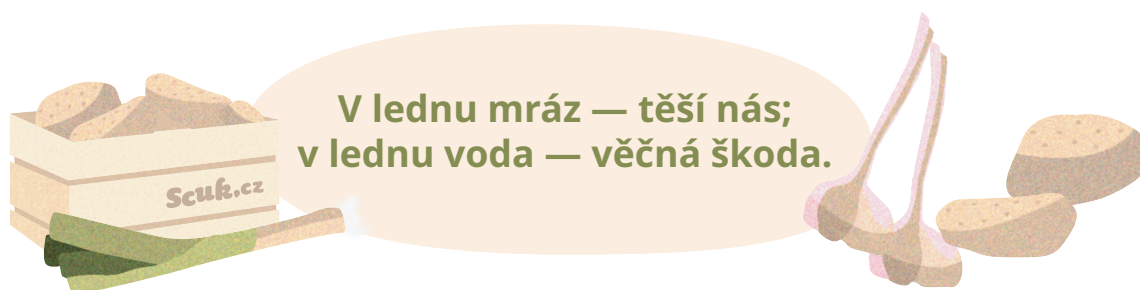 V lednu mráz — těší nás;
v lednu voda — věčná škoda.
Scuk.cz